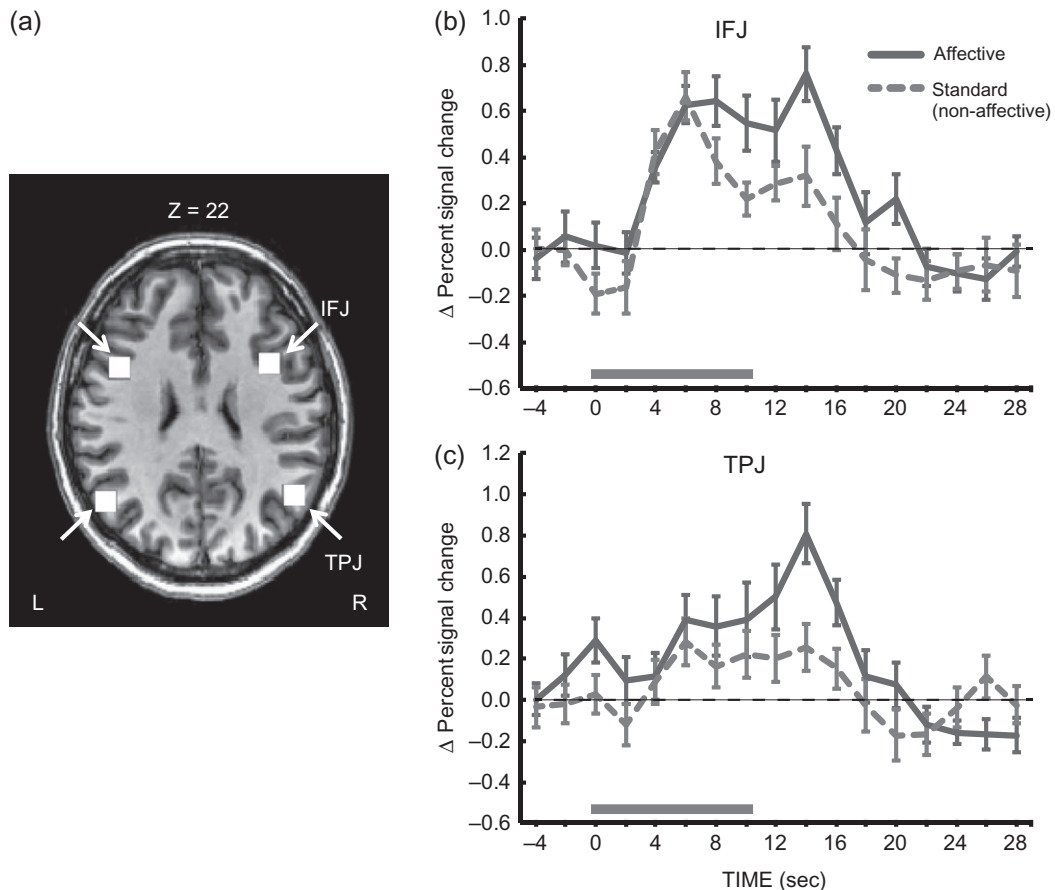 (a)
Z = 22
IFJ
TPJ
L
R
(b)
IFJ
Affective
Standard
(non-affective)
Δ Percent signal change
1.0
0.8
0.6
0.4
0.2
0.0
–0.2
–0.4
–0.6
–4 0 4 8 12 16 20 24 28
(c)
TPJ
Δ Percent signal change
1.2
1.0
0.8
0.6
0.4
0.2
0.0
–0.2
–0.4
–0.6
–4 0 4 8 12 16 20 24 28
TIME (sec)